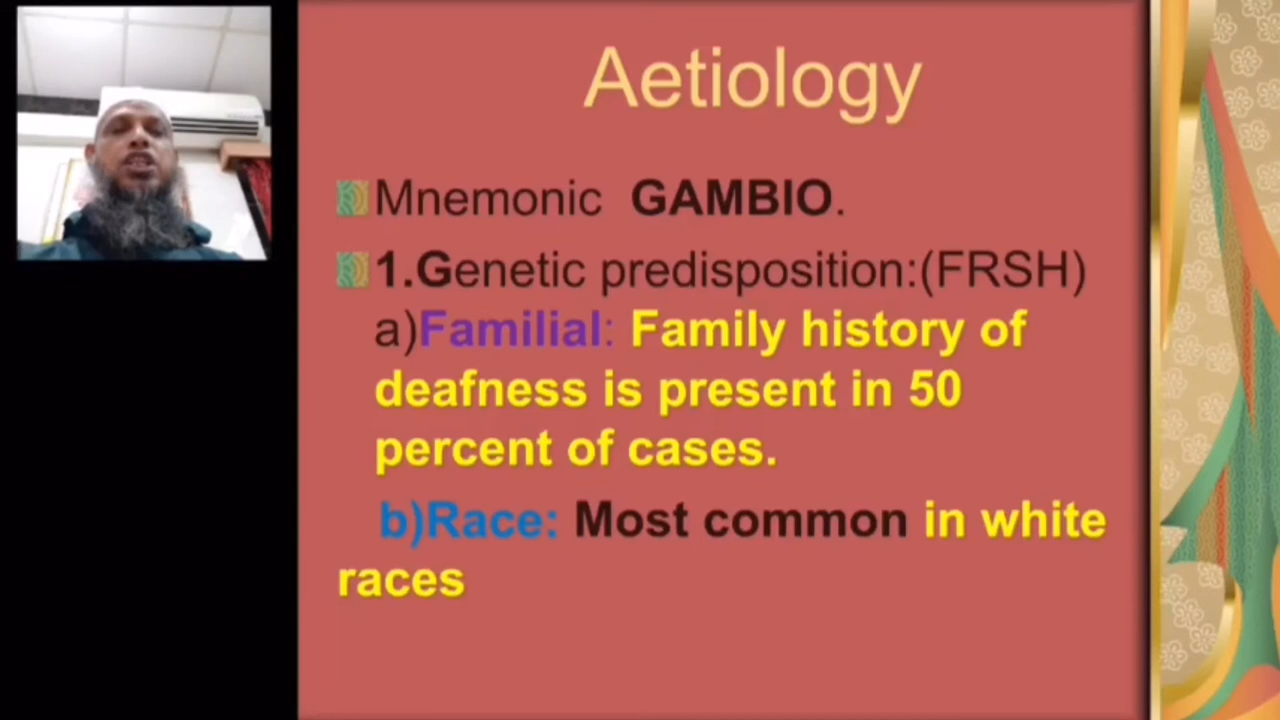 Aetiology
Mnemonic GAMBIO.
1.Genetic predisposition:(FRSH)
a)Familial: Family history of
deafness is present in 50
percent of cases.
b)Race: Most common in white
races